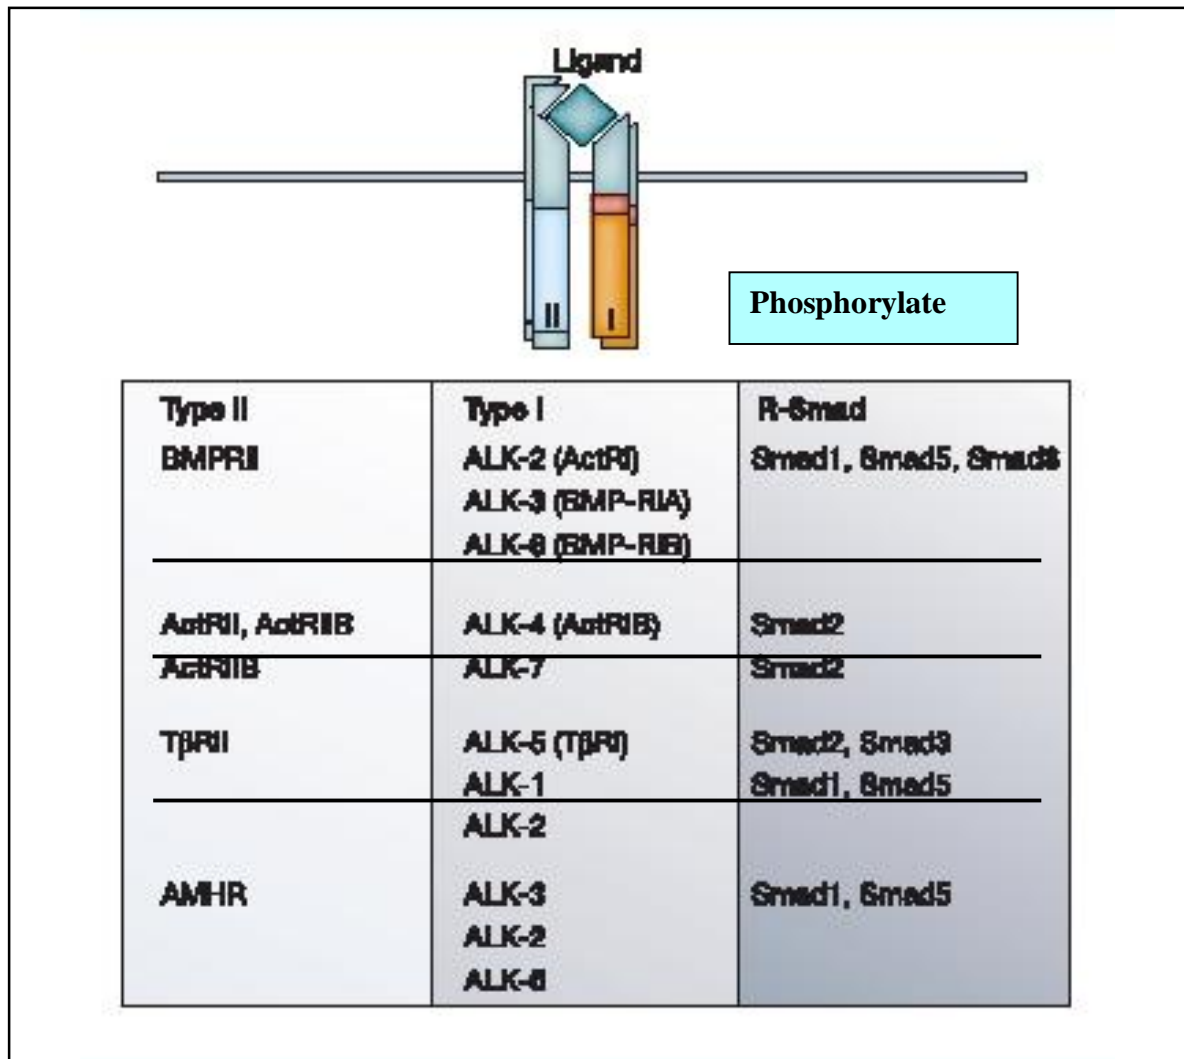 Ligand
II
I
Phosphorylate
Type II Type I R-Smad
BMPRII ALK-2 (ActRI) Smad1, Smad5, Smad8
ALK-3 (BMP-RIA)
ALK-6 (BMP-RIB)
ActRII, ActRIIB ALK-4 (ActRIB) Smad2
ActRIIB ALK-7 Smad2
TβRII ALK-5 (TβRI) Smad2, Smad3
ALK-1 Smad1, Smad5
ALK-2
AMHR ALK-3 Smad1, Smad5
ALK-2
ALK-6